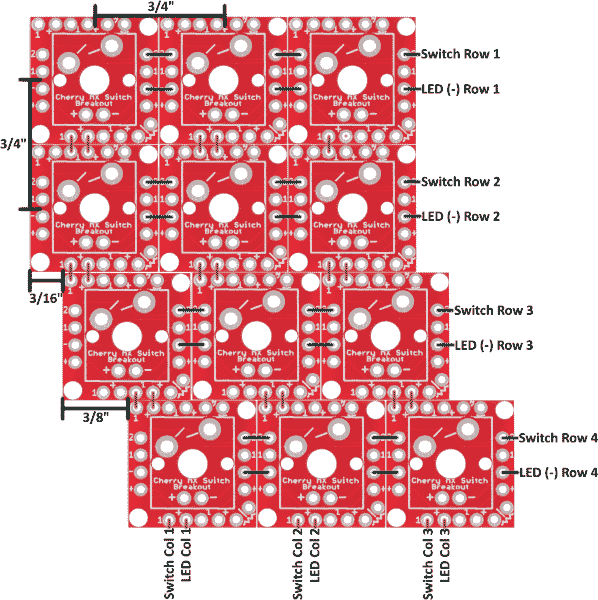 3/4"
Switch Row 1
LED (-) Row 1
Cherry MX Switch
Breakout
Cherry MX Switch
Breakout
Cherry MX Switch
Breakout
3/4"
Switch Row 2
LED (-) Row 2
Cherry MX Switch
Breakout
Cherry MX Switch
Breakout
Cherry MX Switch
Breakout
3/16"
Switch Row 3
LED (-) Row 3
Cherry MX Switch
Breakout
Cherry MX Switch
Breakout
Cherry MX Switch
Breakout
3/8"
Switch Row 4
LED (-) Row 4
Cherry MX Switch
Breakout
Cherry MX Switch
Breakout
Cherry MX Switch
Breakout
Switch Col 1
LED Col 1
Switch Col 2
LED Col 2
Switch Col 3
LED Col 3